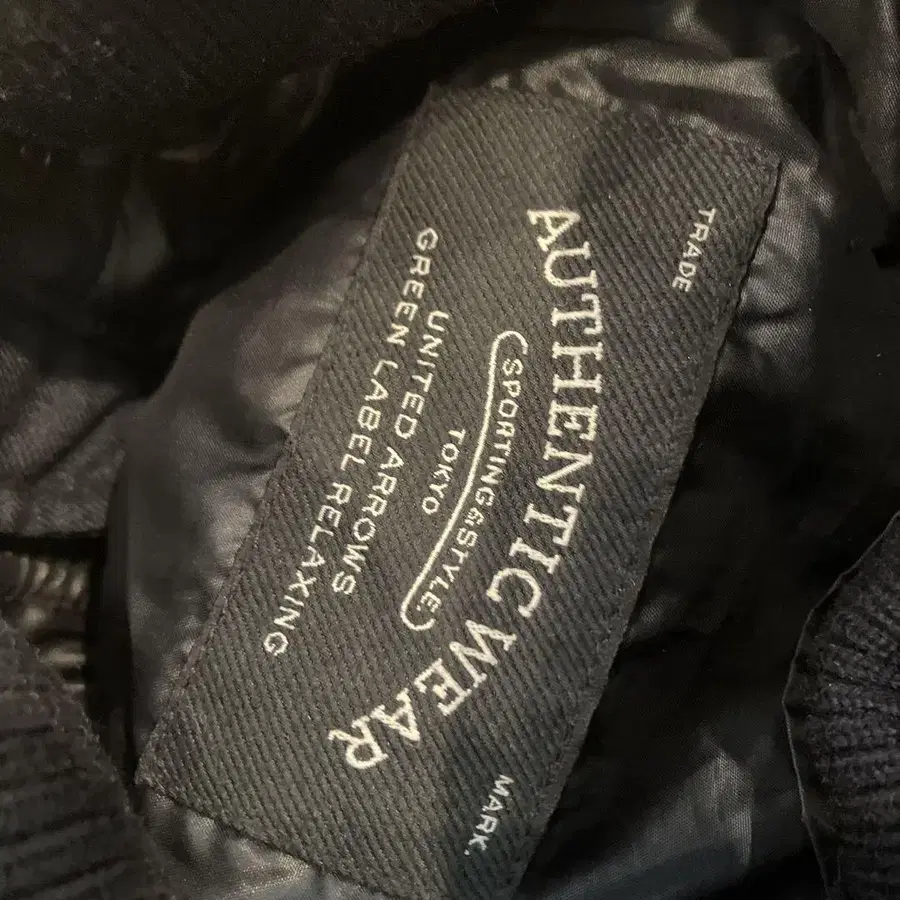 TRADE MARK.
AUTHENTIC WEAR
SPORTING&STYLE.
TOKYO
UNITED ARROWS
GREEN LABEL RELAXING